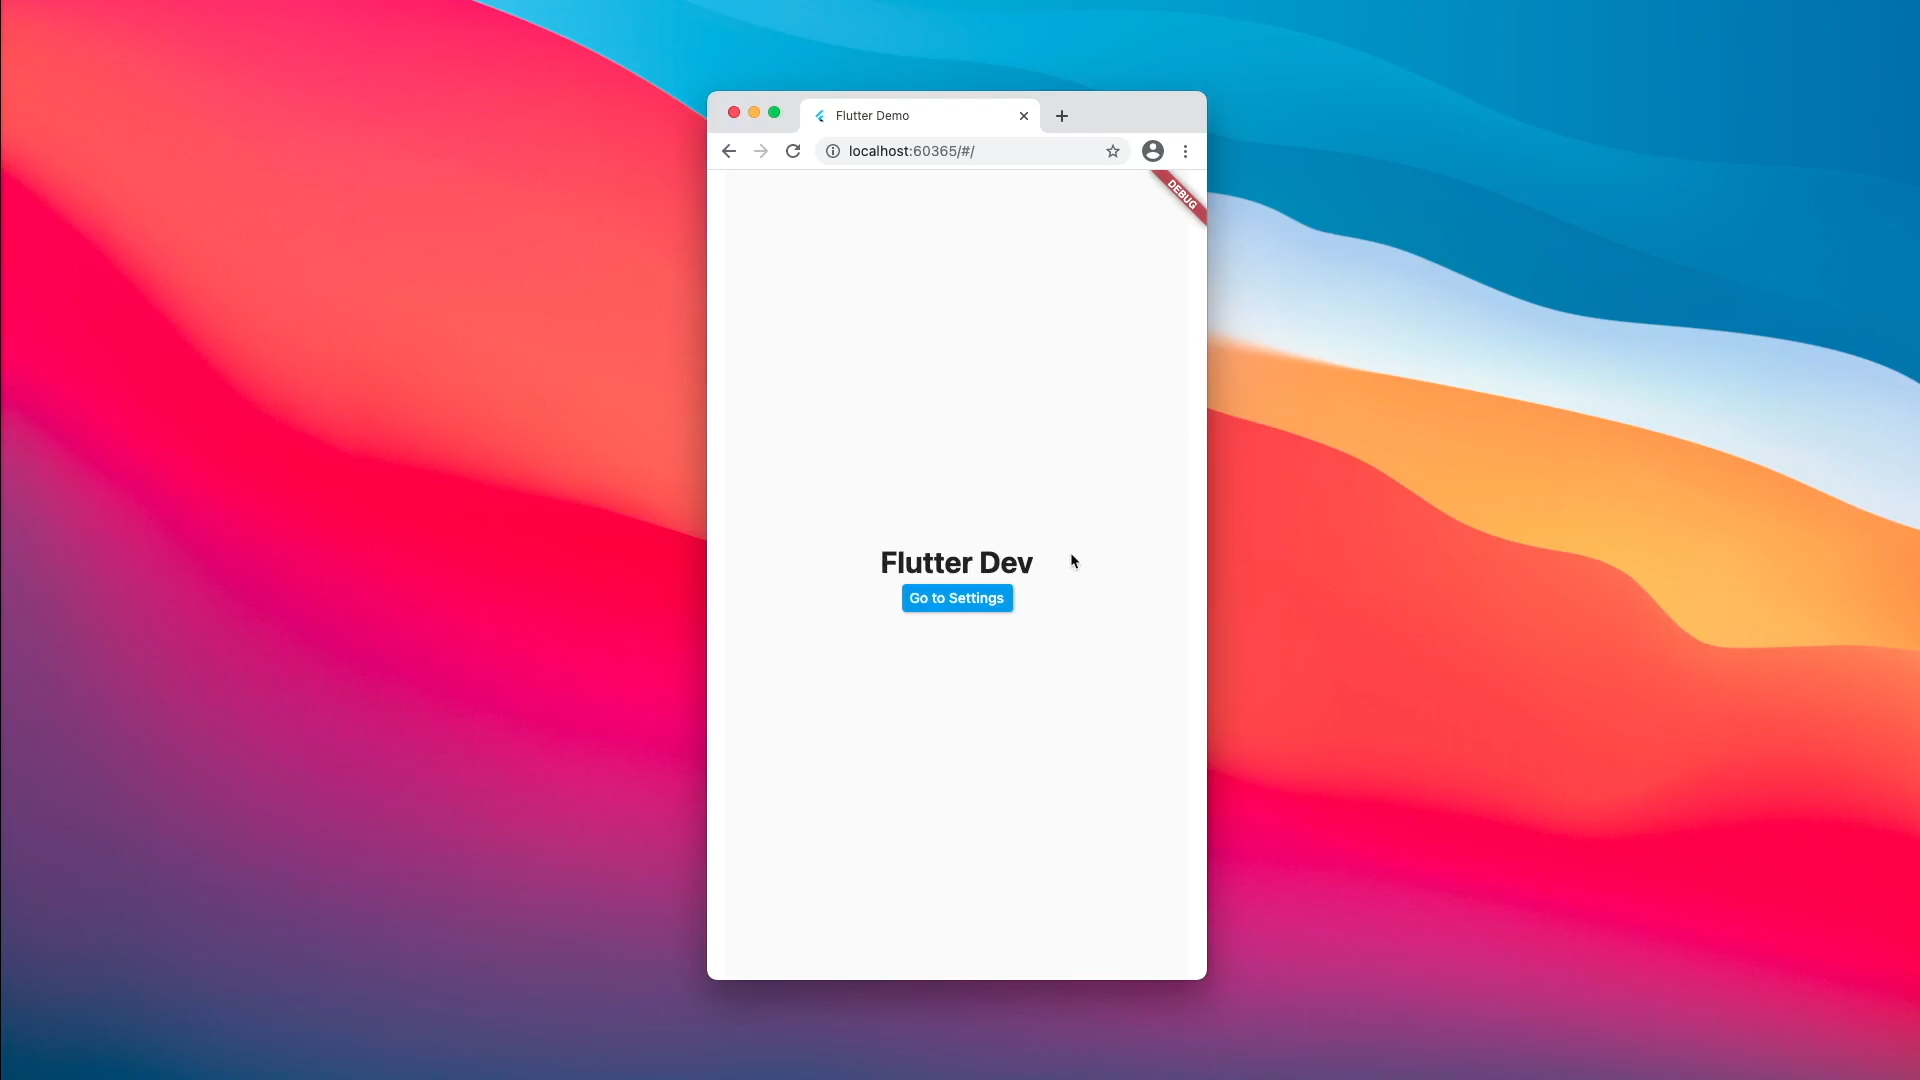 Flutter Demo
localhost:60365/#/
DEBUG
Flutter Dev
Go to Settings